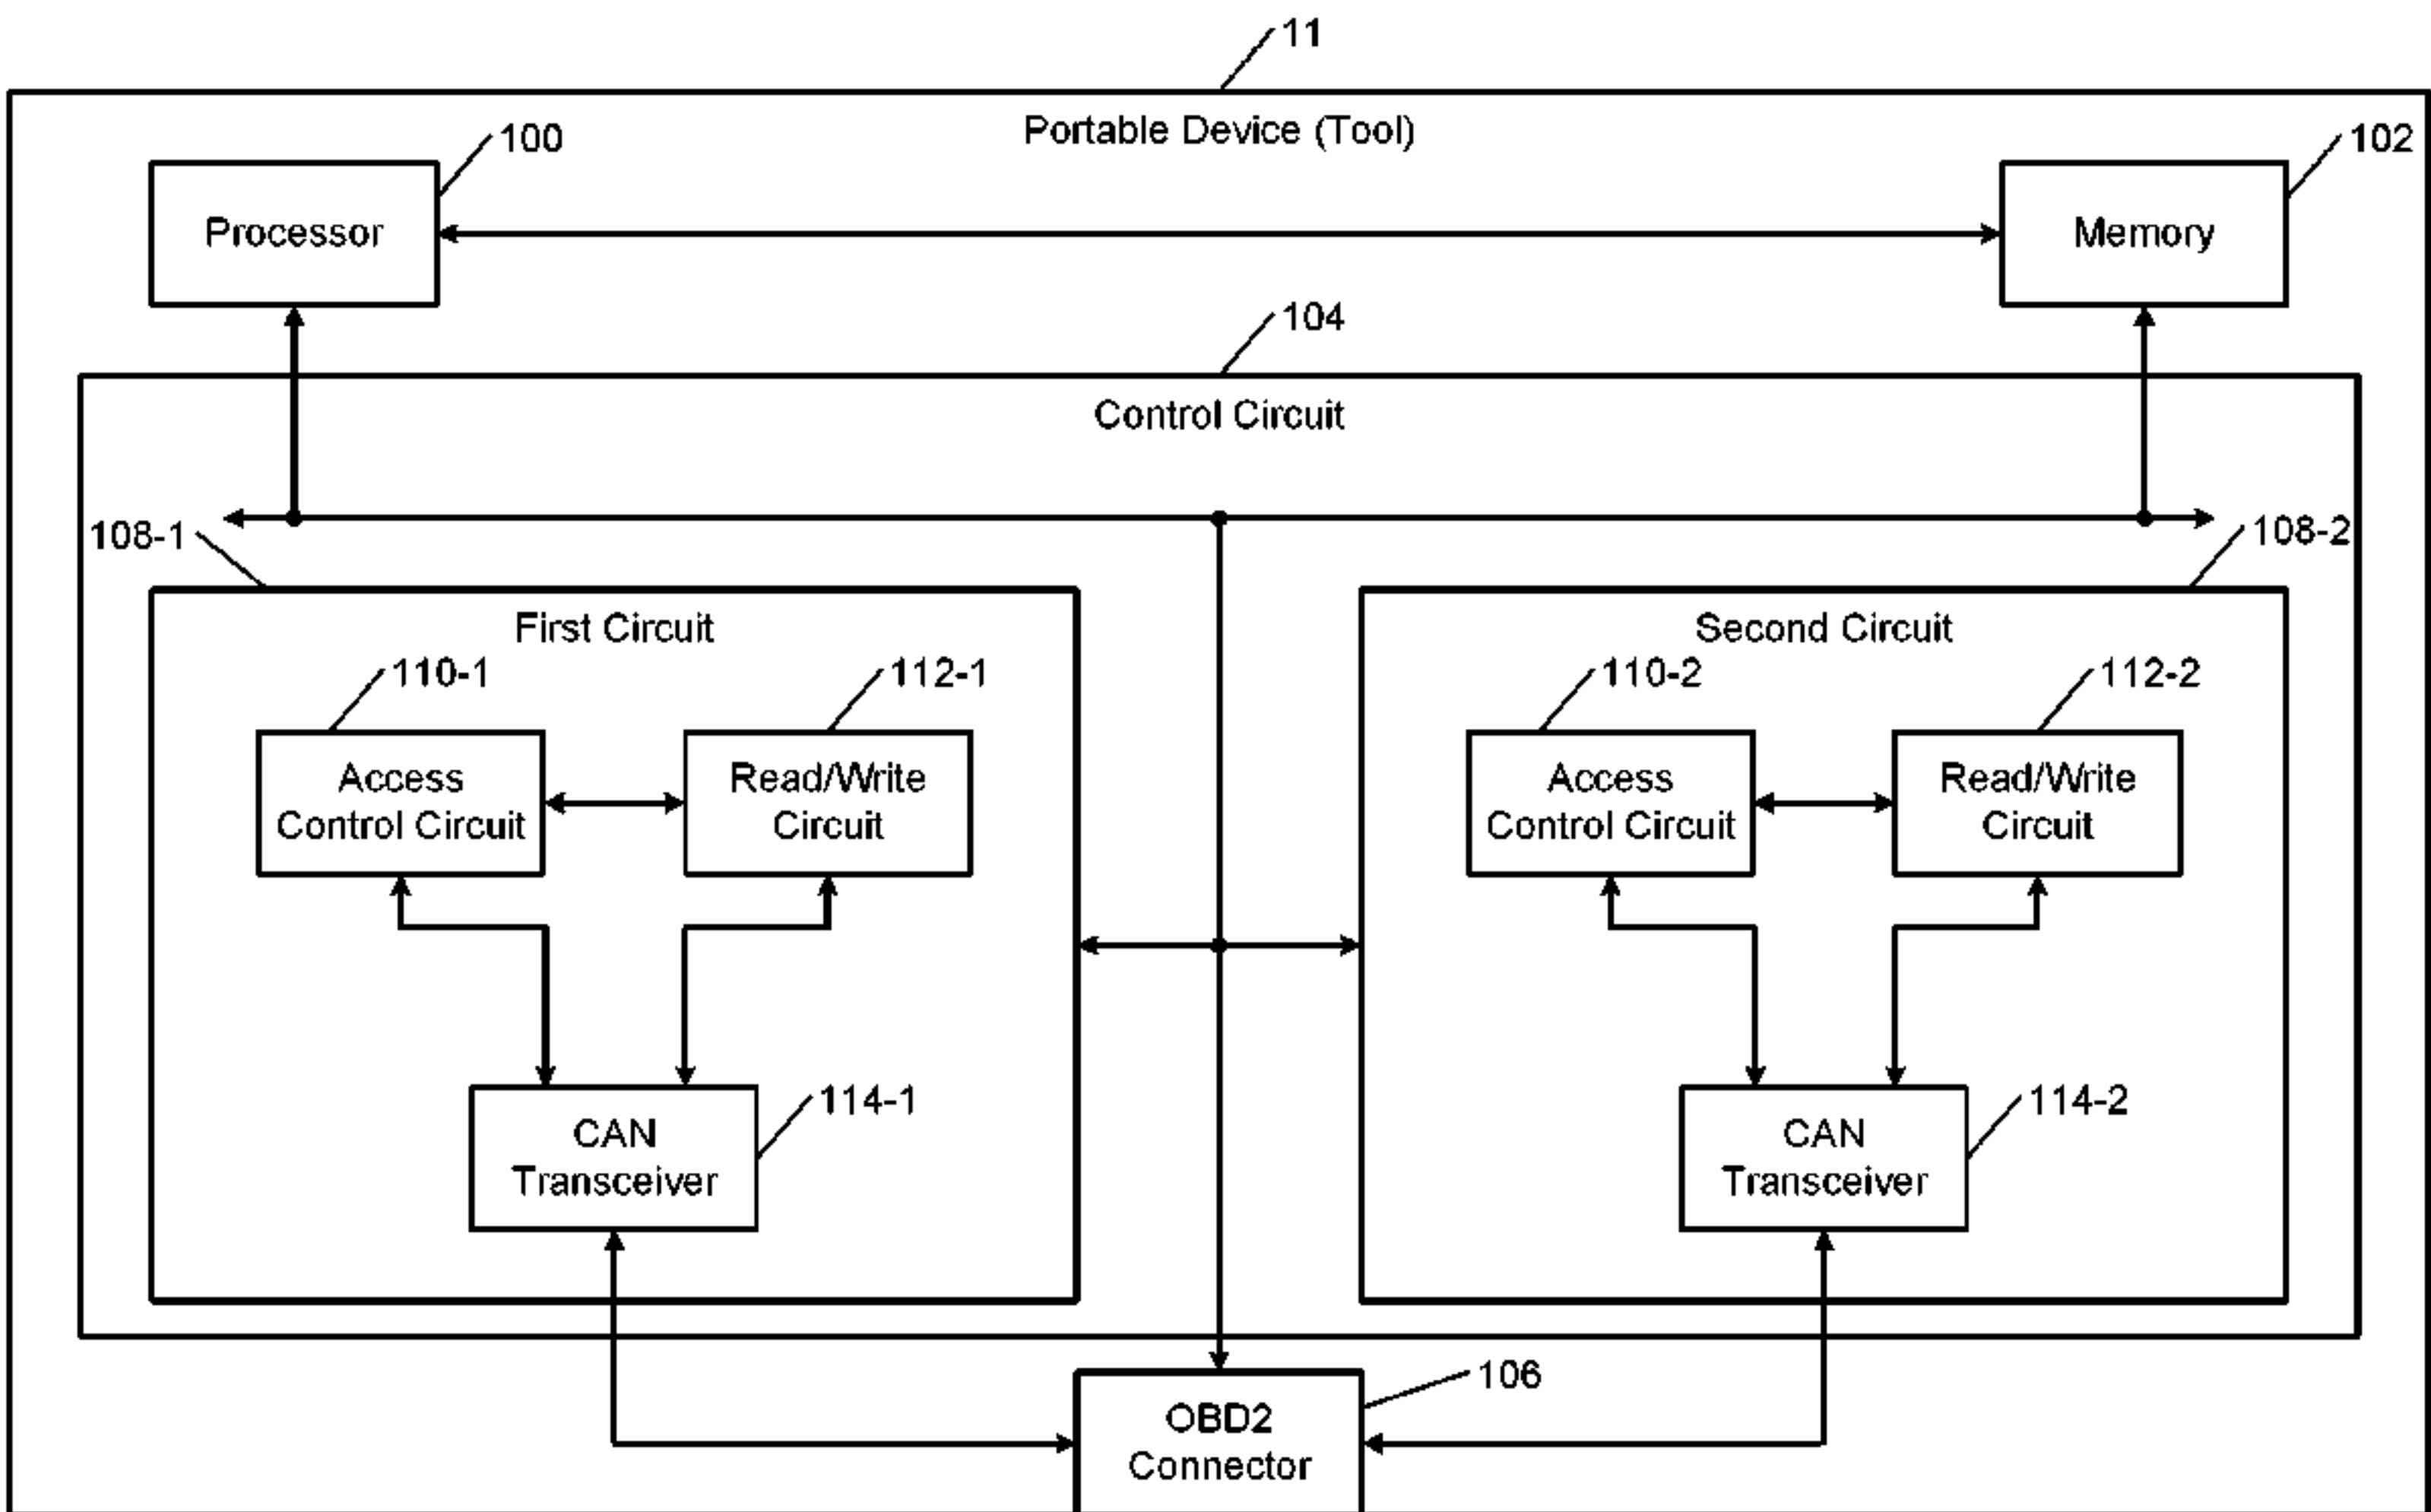 11
Portable Device (Tool)
100
102
Processor
Memory
104
Control Circuit
108-1
108-2
First Circuit
Second Circuit
110-1
112-1
110-2
112-2
Access
Control Circuit
Read/Write
Circuit
Access
Control Circuit
Read/Write
Circuit
114-1
114-2
CAN
Transceiver
CAN
Transceiver
106
OBD2
Connector